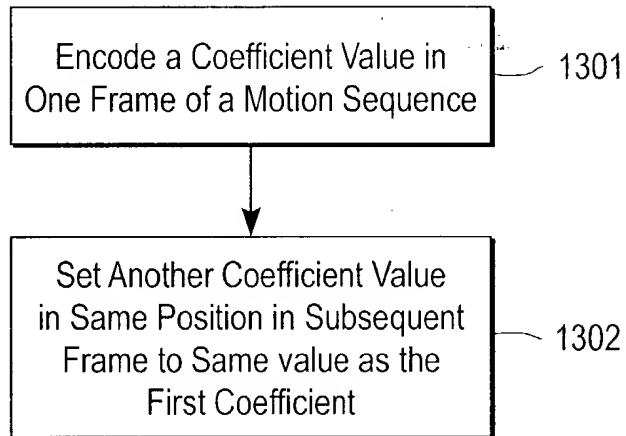 Encode a Coefficient Value in
One Frame of a Motion Sequence
1301
Set Another Coefficient Value
in Same Position in Subsequent
Frame to Same value as the
First Coefficient
1302